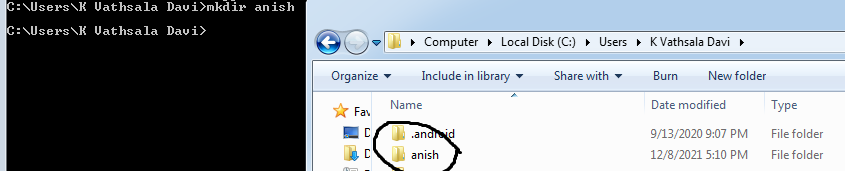 C:\Users\K Vathsala Davi>mkdir anish
C:\Users\K Vathsala Davi>
Computer Local Disk (C:) Users K Vathsala Davi
Organize Include in library Share with Burn New folder
Name Date modified Type
Fav
.android 9/13/2020 9:07 PM File folder
D
anish 12/8/2021 5:10 PM File folder
D